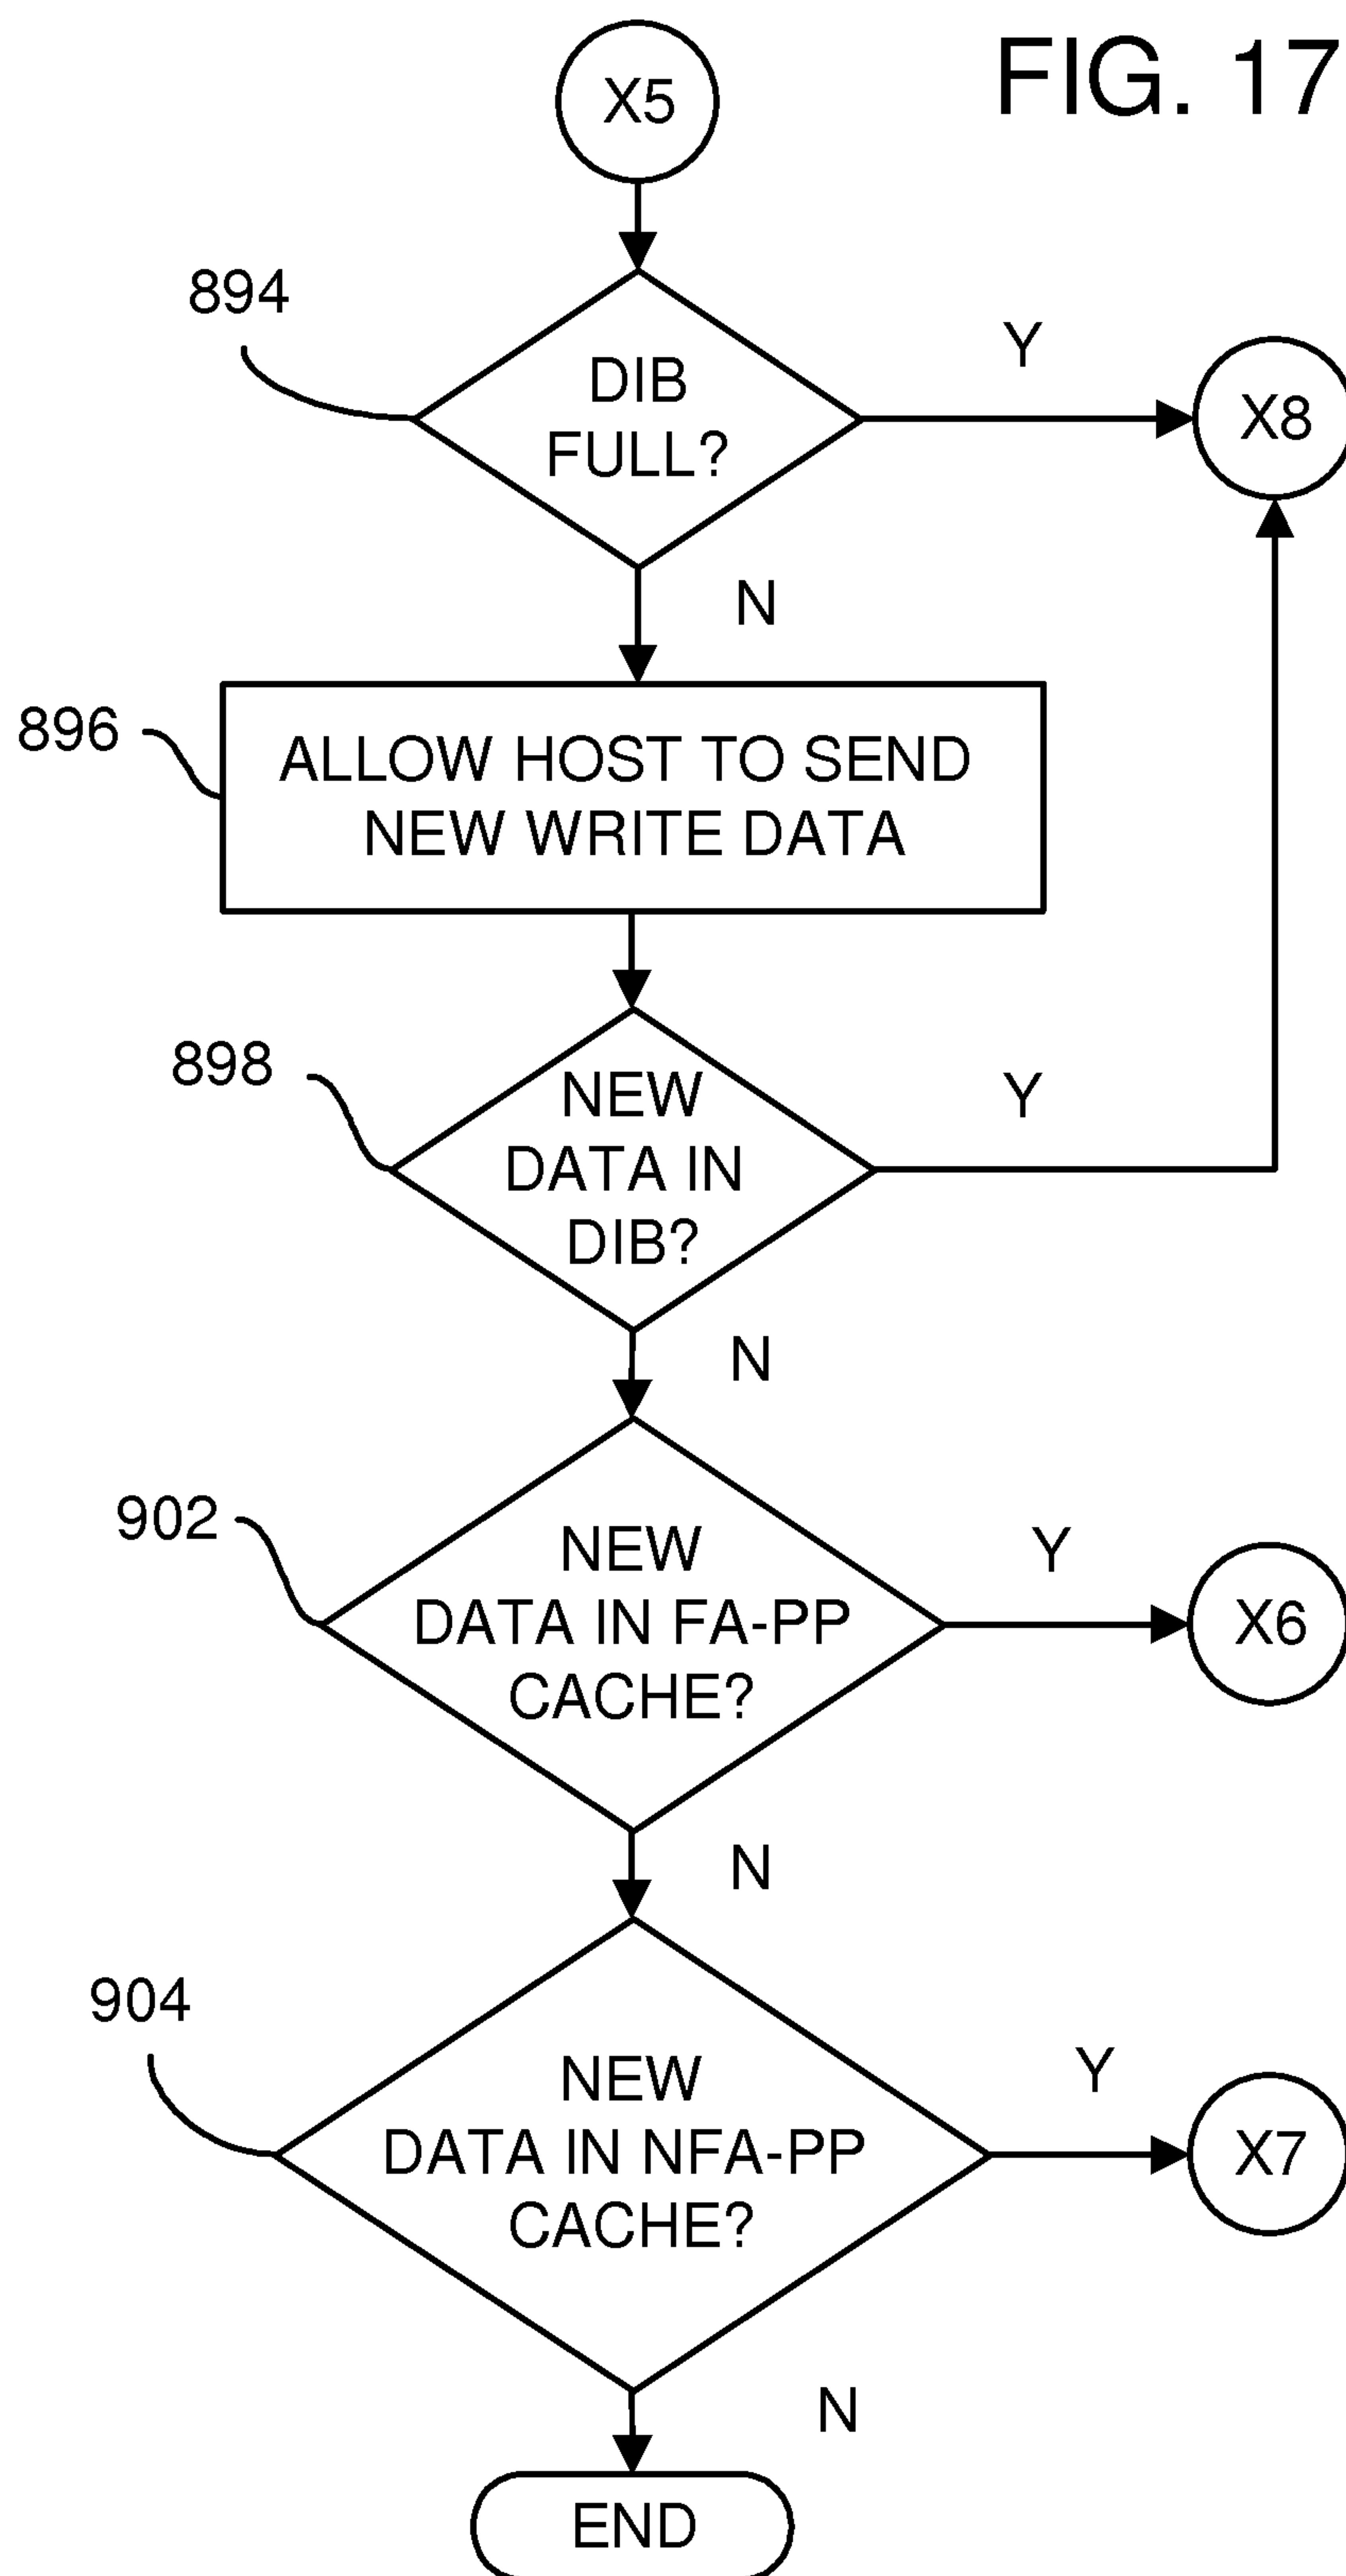 FIG. 17
X5
894
DIB
FULL?
Y
X8
N
896
ALLOW HOST TO SEND
NEW WRITE DATA
898
NEW
DATA IN
DIB?
Y
N
902
NEW
DATA IN FA-PP
CACHE?
Y
X6
N
904
NEW
DATA IN NFA-PP
CACHE?
Y
X7
N
END